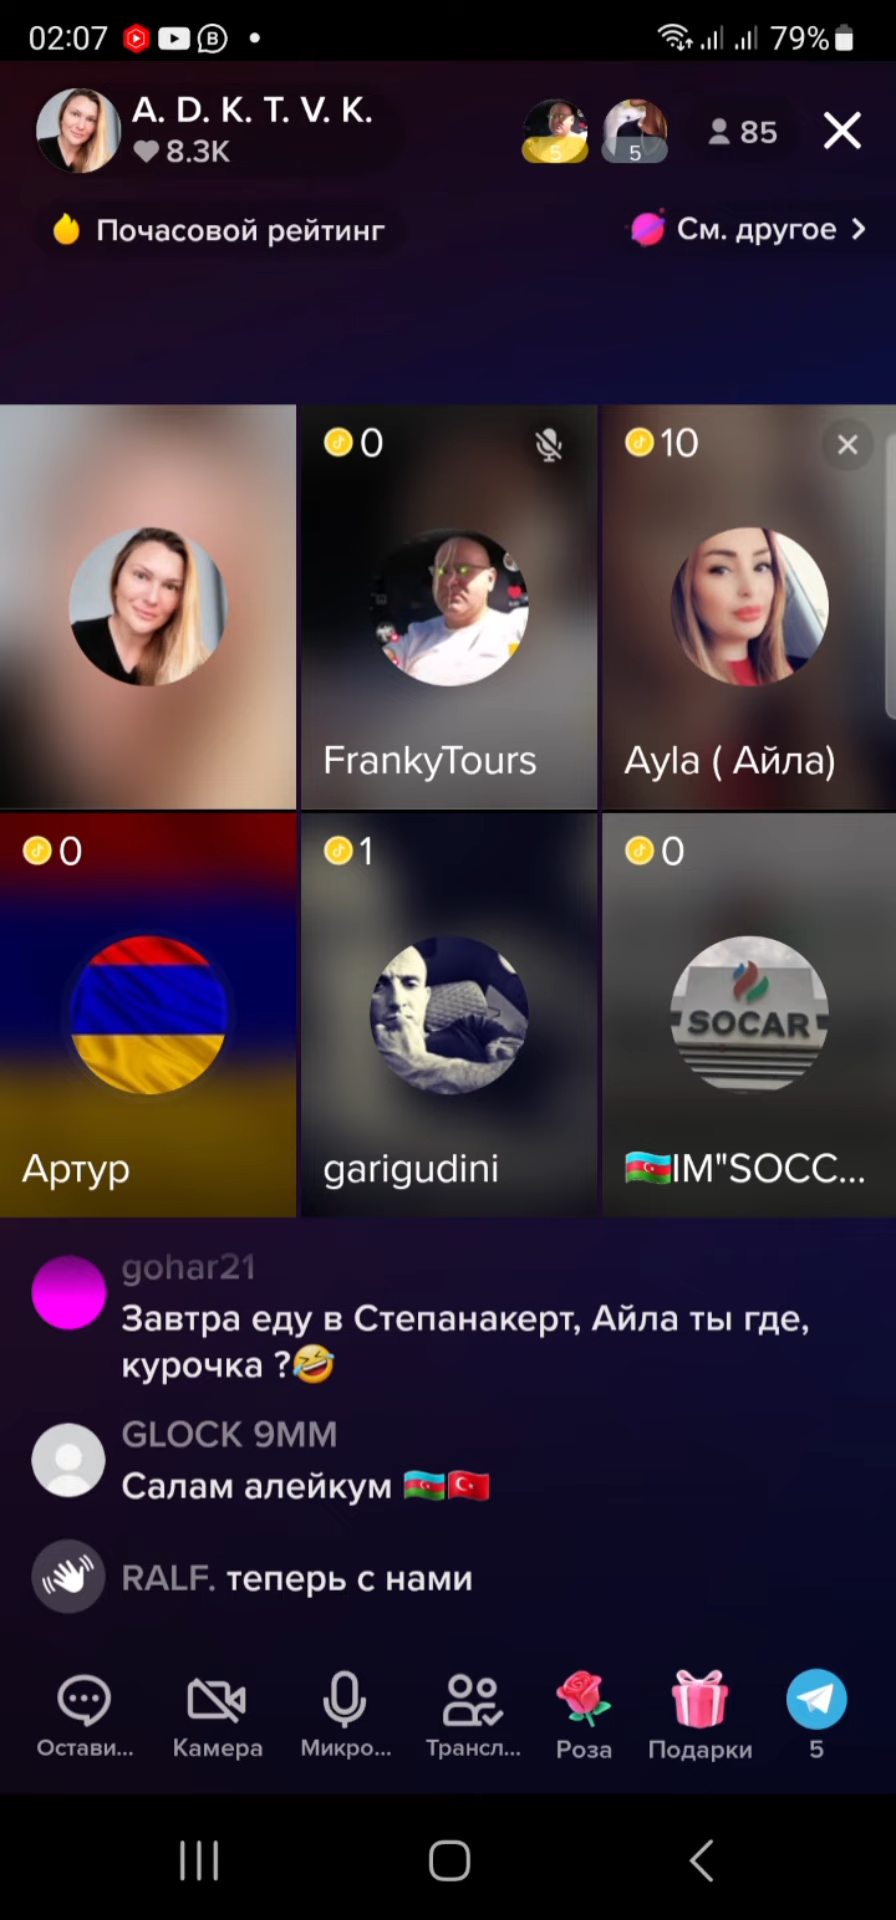 02:07
79%
A. D. K. T. V. K.
8.3K
5
5
85
Почасовой рейтинг
См. другое
0
10
FrankyTours
Ayla ( Айла)
0
1
0
SOCAR
Артур
garigudini
🇦🇿IM"SOCC...
gohar21
Завтра еду в Степанакерт, Айла ты где,
курочка ?🤣
GLOCK 9MM
Салам алейкум 🇦🇿🇹🇷
RALF. теперь с нами
Остави...
Камера
Микро...
Трансл...
Роза
Подарки
5